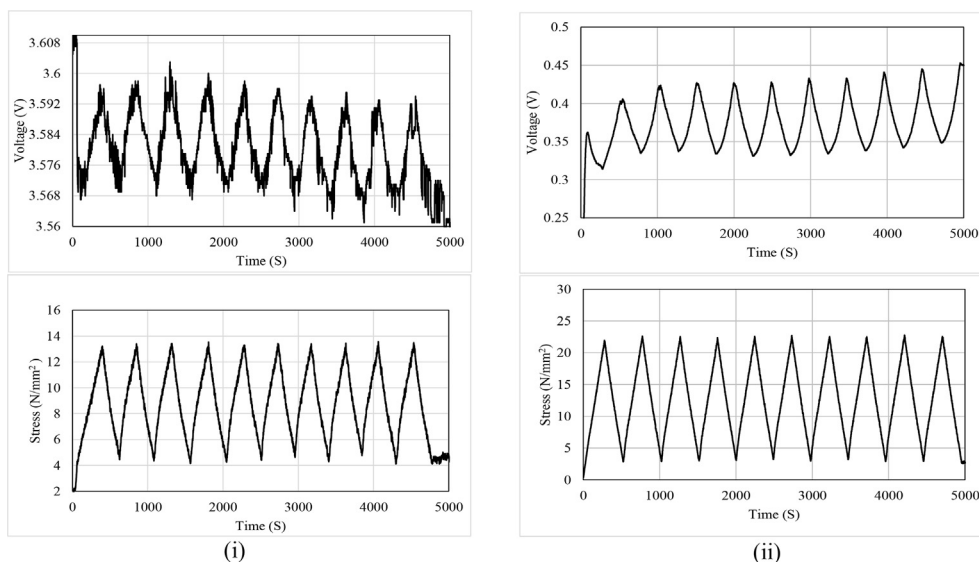 3.608
3.6
3.592
3.584
3.576
3.568
3.56
Voltage (V)
0 1000 2000 3000 4000 5000
Time (S)
16
14
12
10
8
6
4
2
Stress (N/mm²)
0 1000 2000 3000 4000 5000
Time (S)
(i)
0.5
0.45
0.4
0.35
0.3
0.25
Voltage (V)
0 1000 2000 3000 4000 5000
Time (S)
30
25
20
15
10
5
0
Stress (N/mm²)
0 1000 2000 3000 4000 5000
Time (S)
(ii)